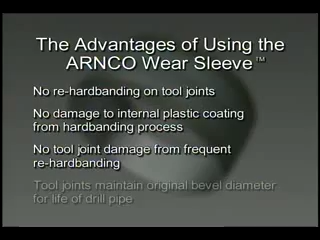 The Advantages of Using the
ARNCO Wear Sleeve™
No re-hardbanding on tool joints
No damage to internal plastic coating
from hardbanding process
No tool joint damage from frequent
re-hardbanding
Tool joints maintain original bevel diameter
for life of drill pipe